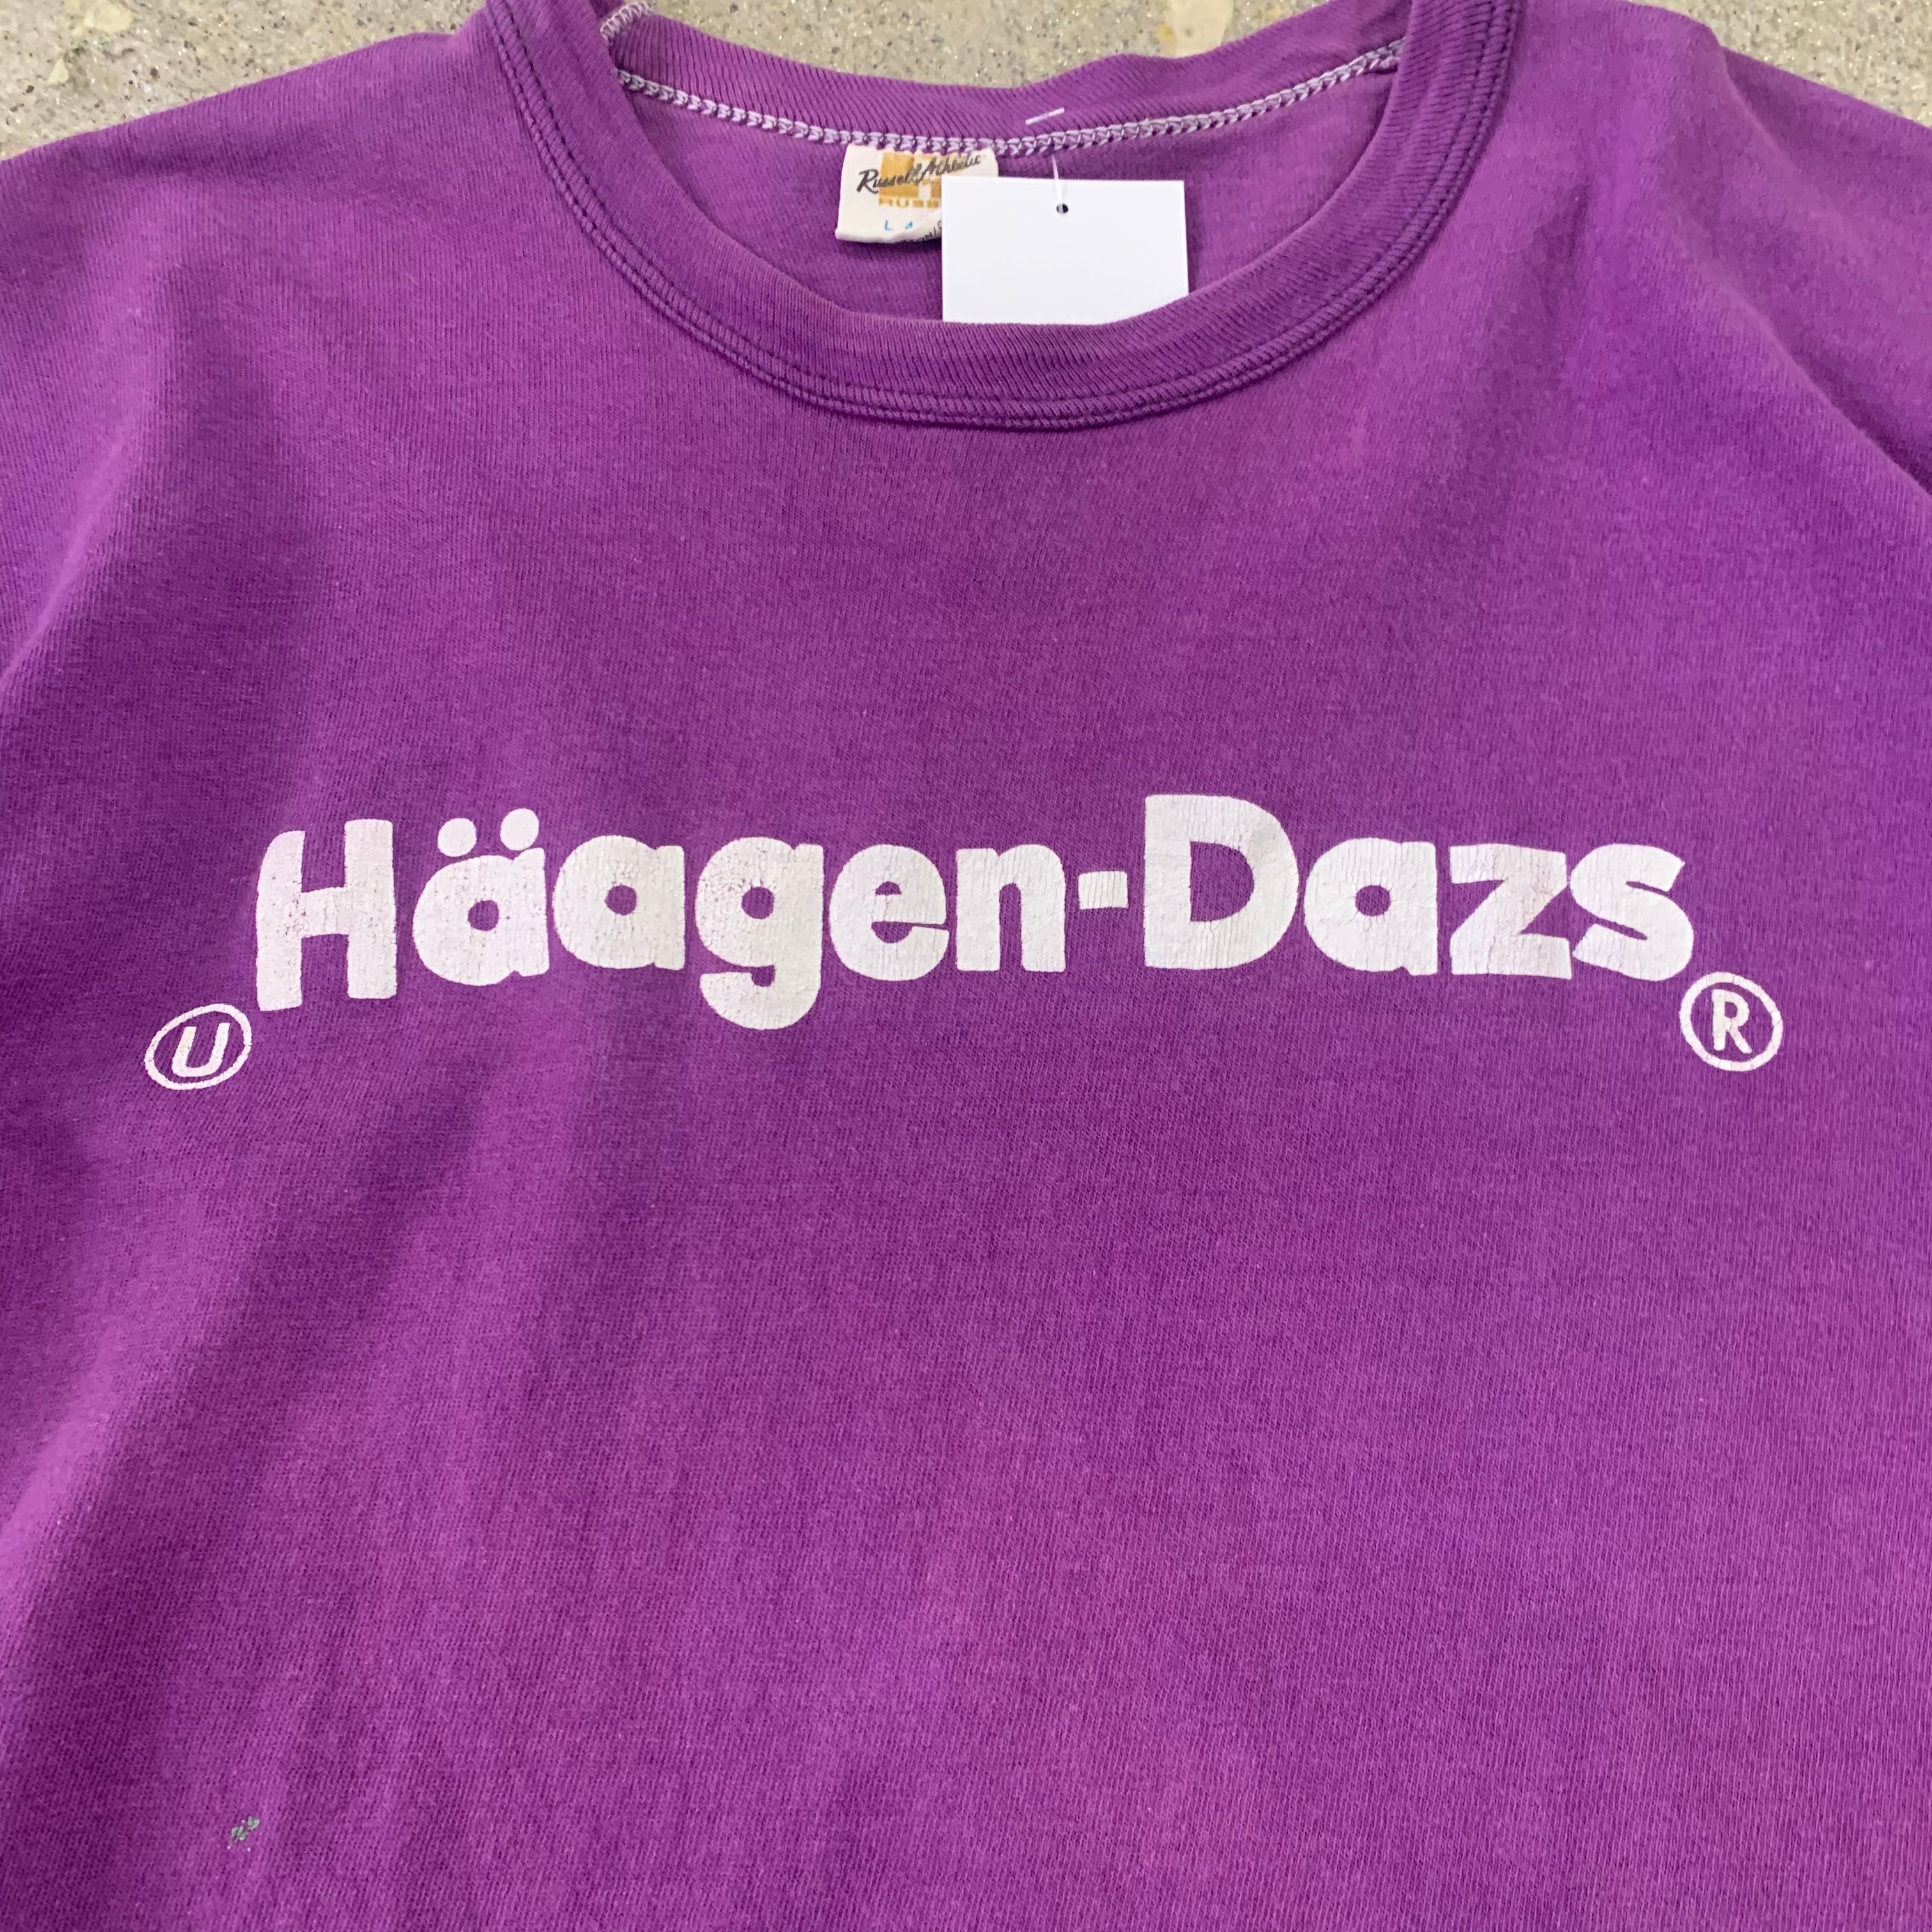 Russell Athletic
L
Häagen-Dazs
Ⓤ ®